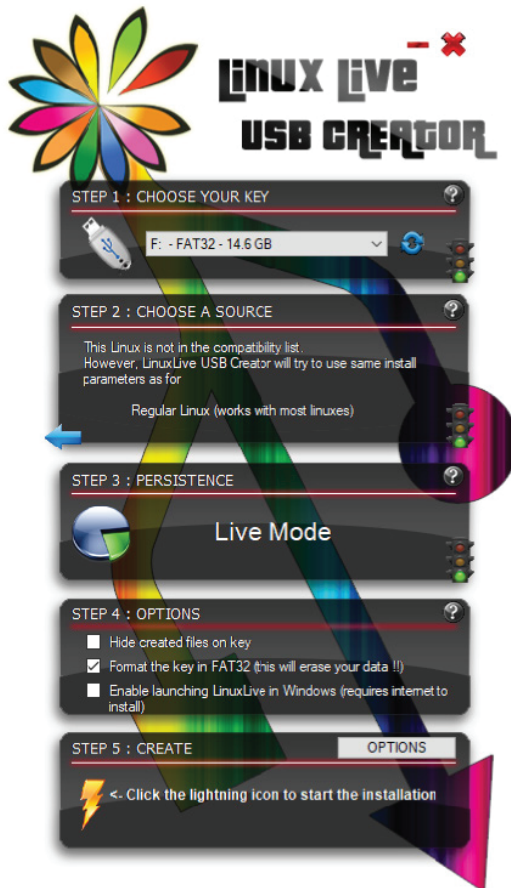 Linux Live
USB CREATOR
STEP 1 : CHOOSE YOUR KEY
?
F: - FAT32 - 14.6 GB
STEP 2 : CHOOSE A SOURCE
?
This Linux is not in the compatibility list.
However, LinuxLive USB Creator will try to use same install
parameters as for
Regular Linux (works with most linuxes)
STEP 3 : PERSISTENCE
?
Live Mode
STEP 4 : OPTIONS
?
Hide created files on key
Format the key in FAT32 (this will erase your data !!)
Enable launching LinuxLive in Windows (requires internet to
install)
STEP 5 : CREATE
OPTIONS
<- Click the lightning icon to start the installation